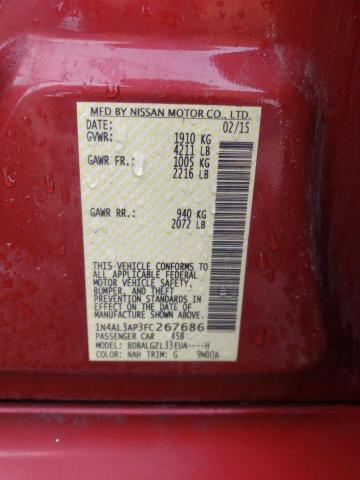 MFD BY NISSAN MOTOR CO., LTD.
DATE: 02/15
GVWR: 1910 KG
4211 LB
GAWR FR: 1005 KG
2216 LB
GAWR RR: 940 KG
2072 LB
THIS VEHICLE CONFORMS TO ALL
APPLICABLE FEDERAL
MOTOR VEHICLE SAFETY, BUMPER, AND
THEFT PREVENTION STANDARDS
IN EFFECT ON THE DATE OF
MANUFACTURE SHOWN ABOVE.
1N4AL3AP3FC267686
PASSENGER CAR 458
MODEL: BDBALGZL33EUA----H
COLOR: NAH TRIM: G 9N00A